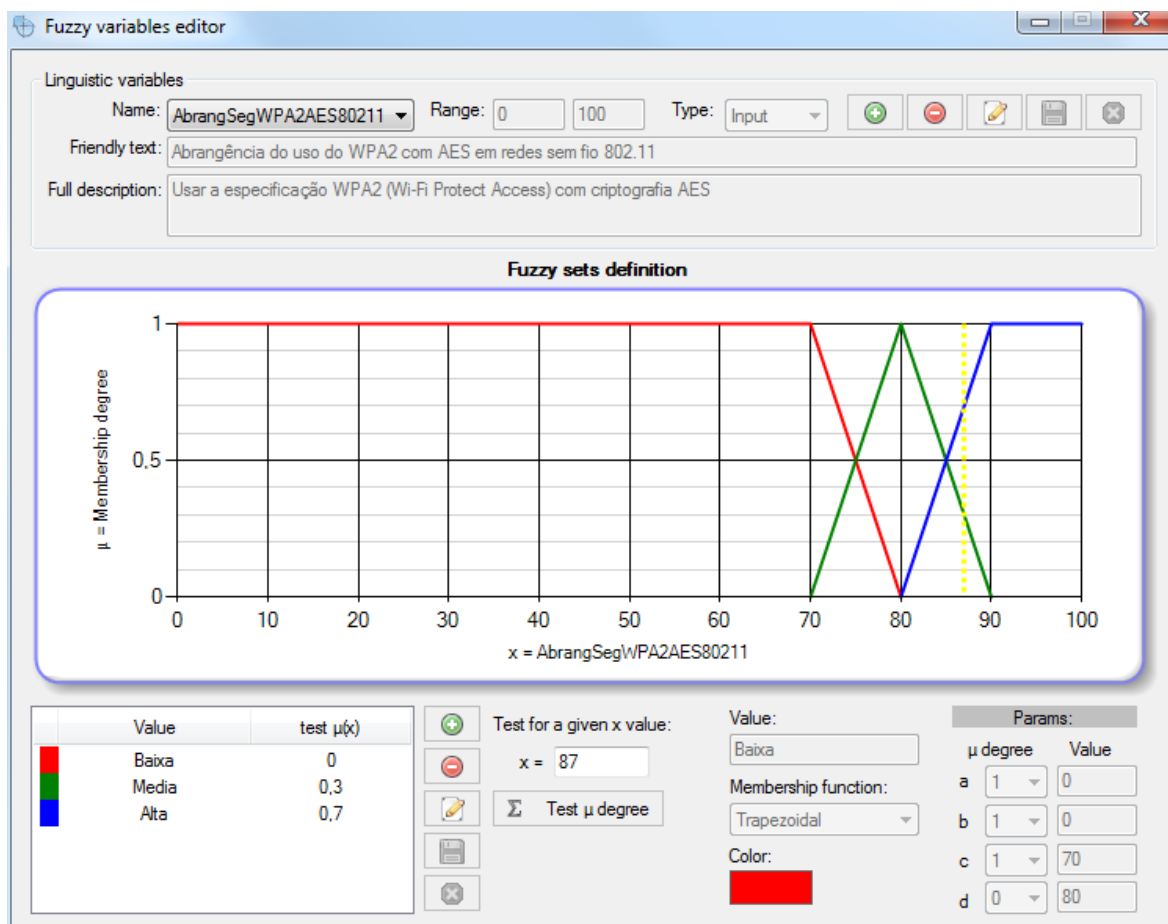 Fuzzy variables editor
Linguistic variables
Name: AbrangSegWPA2AES80211 Range: 0 100 Type: Input
Friendly text: Abrangência do uso do WPA2 com AES em redes sem fio 802.11
Full description: Usar a especificação WPA2 (Wi-Fi Protect Access) com criptografia AES
Fuzzy sets definition
μ = Membership degree
1
0,5
0
0 10 20 30 40 50 60 70 80 90 100
x = AbrangSegWPA2AES80211
Value test μ(x)
Baixa 0
Media 0,3
Alta 0,7
Test for a given x value:
x = 87
Σ Test μ degree
Value:
Baixa
Membership function:
Trapezoidal
Color:
Params:
μ degree Value
a 1 0
b 1 0
c 1 70
d 0 80